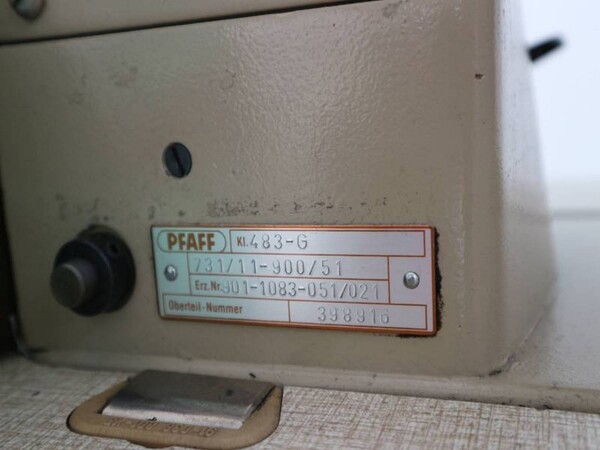 PFAFF Kl. 483-G
731/11-900/51
Erz.Nr. 901-1083-051/021
Oberteil-Nummer 398916